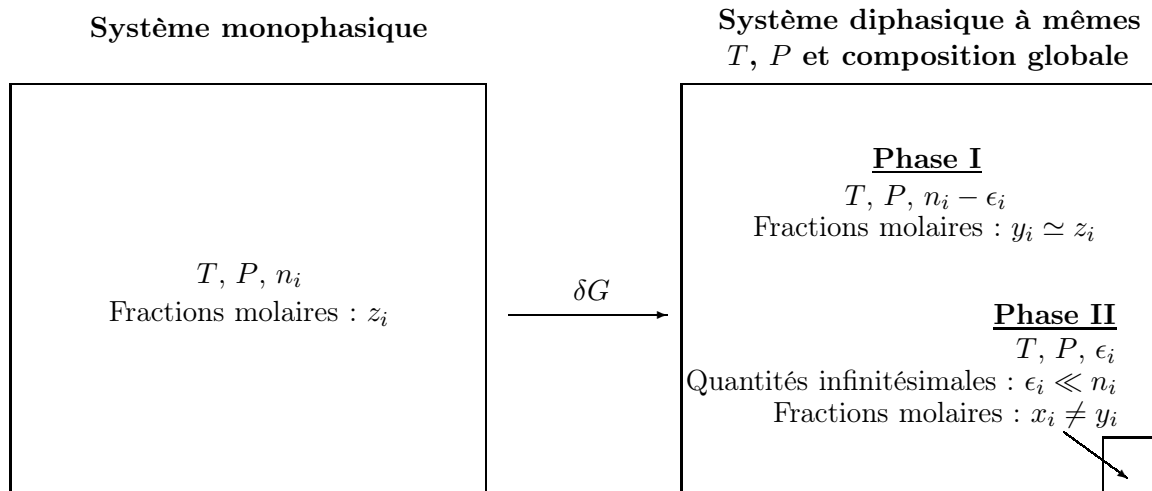 Système monophasique
T, P, n_i
Fractions molaires : z_i
δG
Système diphasique à mêmes
T, P et composition globale
Phase I
T, P, n_i − ϵ_i
Fractions molaires : y_i ≃ z_i
Phase II
T, P, ϵ_i
Quantités infinitésimales : ϵ_i ≪ n_i
Fractions molaires : x_i ≠ y_i